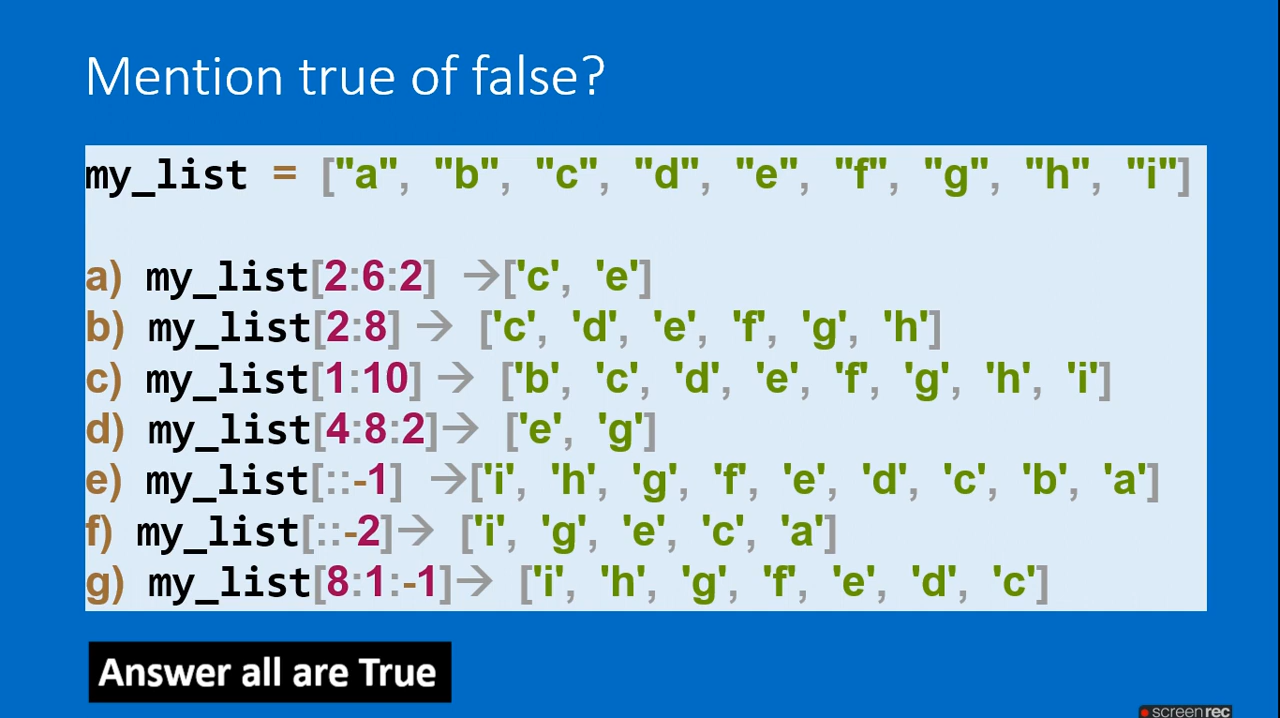 Mention true of false?
my_list = ["a", "b", "c", "d", "e", "f", "g", "h", "i"]
a) my_list[2:6:2] →['c', 'e']
b) my_list[2:8] → ['c', 'd', 'e', 'f', 'g', 'h']
c) my_list[1:10] → ['b', 'c', 'd', 'e', 'f', 'g', 'h', 'i']
d) my_list[4:8:2]→ ['e', 'g']
e) my_list[::-1] →['i', 'h', 'g', 'f', 'e', 'd', 'c', 'b', 'a']
f) my_list[::-2]→ ['i', 'g', 'e', 'c', 'a']
g) my_list[8:1:-1]→ ['i', 'h', 'g', 'f', 'e', 'd', 'c']
Answer all are True
screenrec